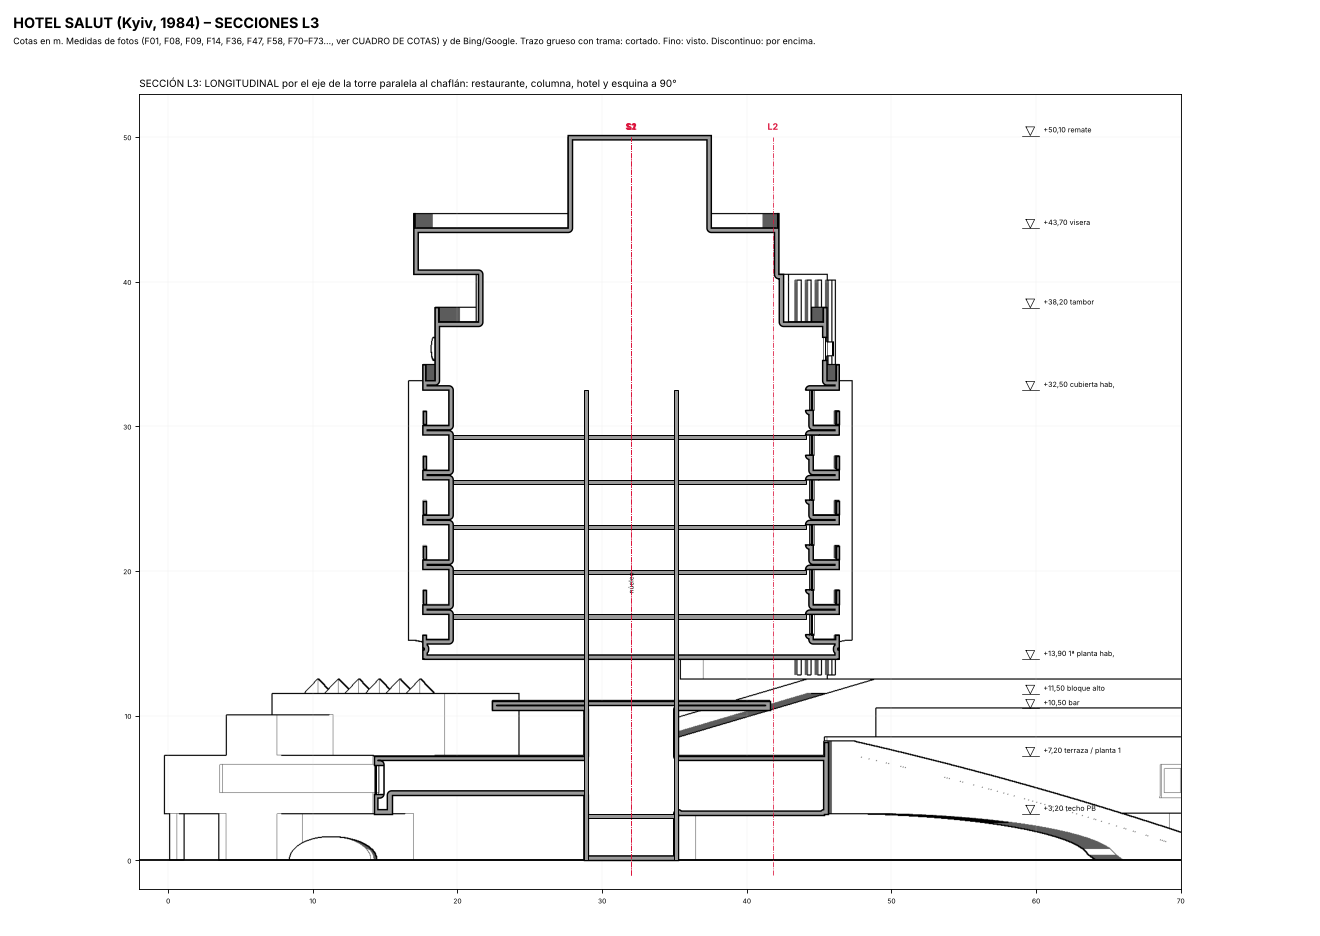 HOTEL SALUT (Kyiv, 1984) – SECCIONES L3
Cotas en m. Medidas de fotos (F01, F08, F09, F14, F36, F47, F58, F70–F73..., ver CUADRO DE COTAS) y de Bing/Google. Trazo grueso con trama: cortado. Fino: visto. Discontinuo: por encima.
SECCIÓN L3: LONGITUDINAL por el eje de la torre paralela al chaflán: restaurante, columna, hotel y esquina a 90°
L2
50
+50,10 remate
+43,70 visera
40
+38,20 tambor
+32,50 cubierta hab,
30
20
núcleo
+13,90 1ª planta hab,
+11,50 bloque alto
10
+10,50 bar
+7,20 terraza / planta 1
+3,20 techo PB
0
0 10 20 30 40 50 60 70